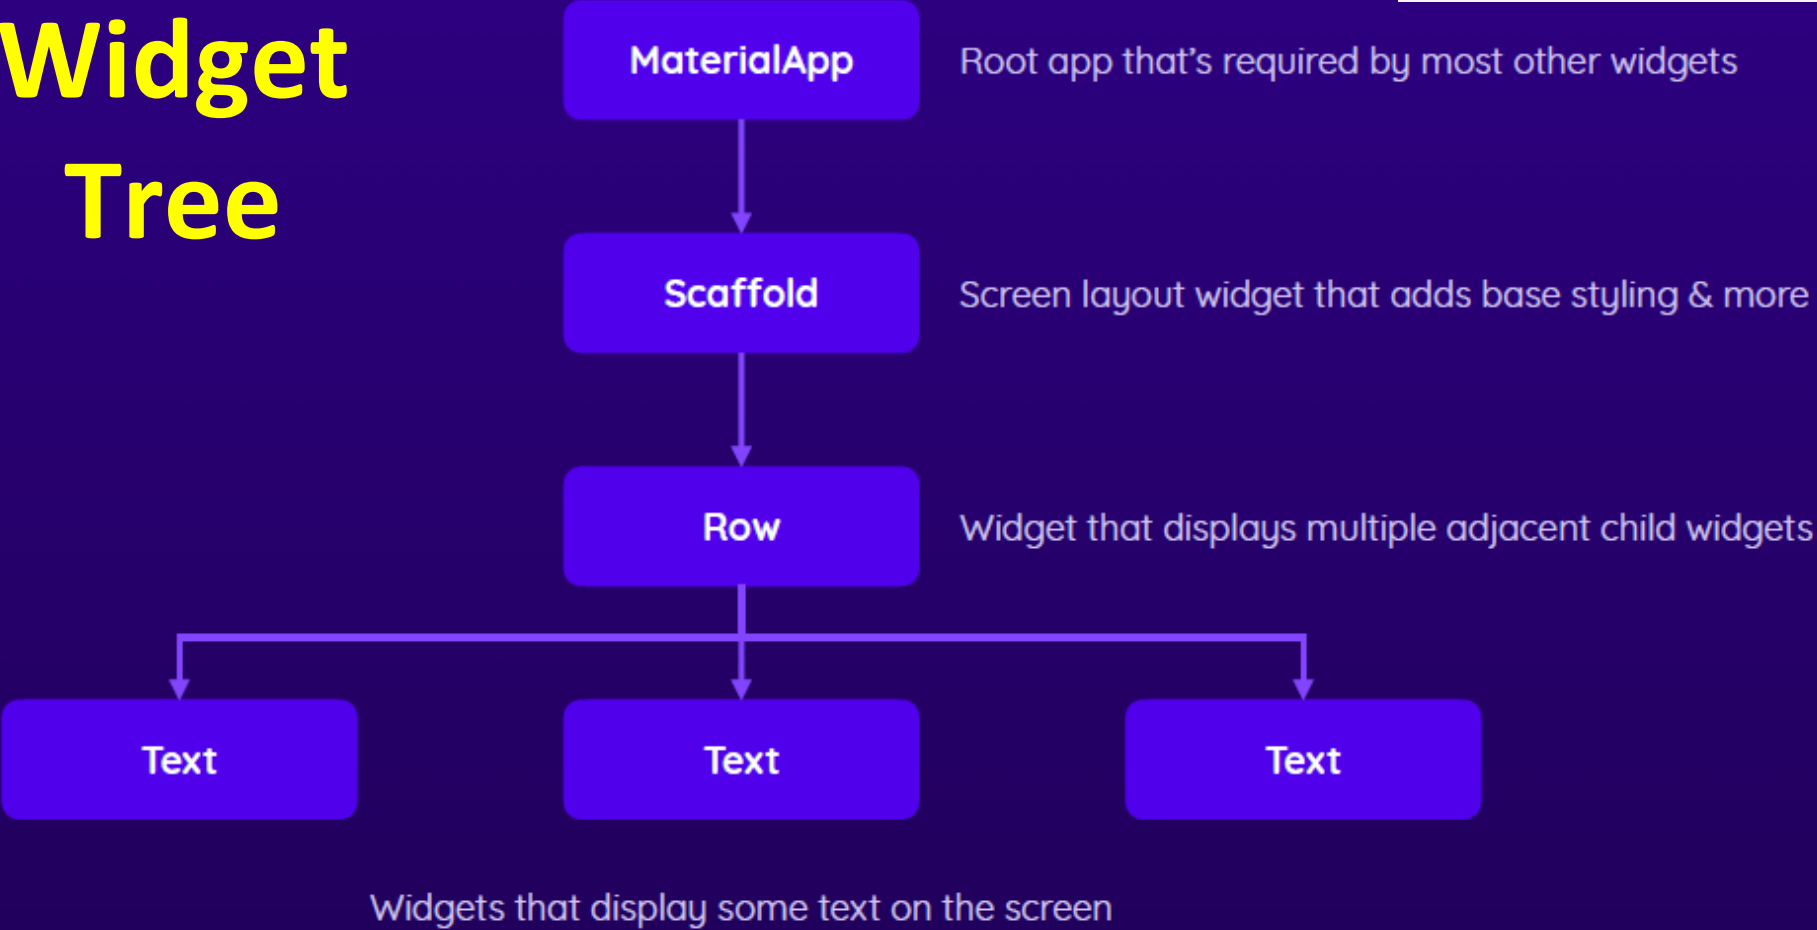 Widget
Tree
MaterialApp
Root app that's required by most other widgets
Scaffold
Screen layout widget that adds base styling & more
Row
Widget that displays multiple adjacent child widgets
Text
Text
Text
Widgets that display some text on the screen